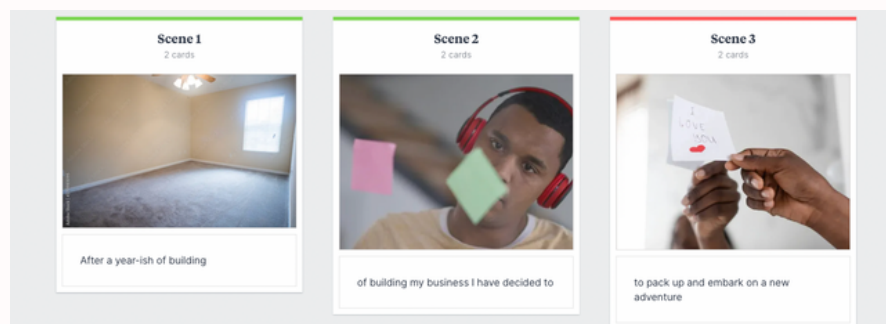 Scene 1
2 cards
After a year-ish of building
Scene 2
2 cards
of building my business I have decided to
Scene 3
2 cards
I
LOVE
YOU
to pack up and embark on a new
adventure